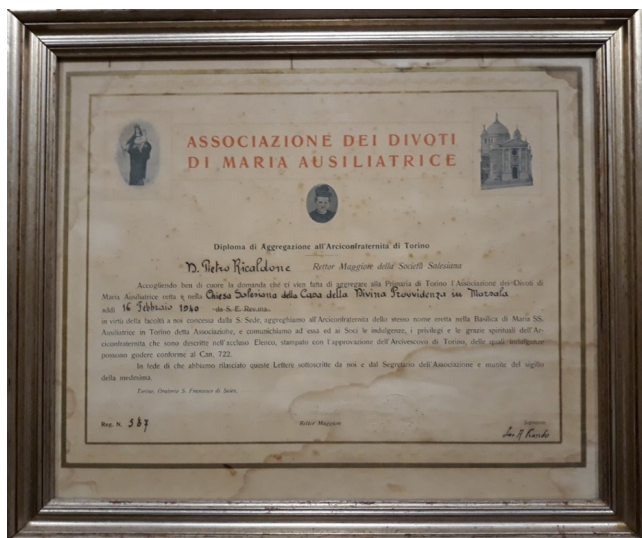 ASSOCIAZIONE DEI DIVOTI
DI MARIA AUSILIATRICE
Diploma di Aggregazione all'Arciconfraternita di Torino
D. Pietro Ricaldone Rettor Maggiore della Società Salesiana
Accogliendo ben di cuore la domanda che ci vien fatta di aggregare alla Primaria di Torino l'Associazione dei Divoti di
Maria Ausiliatrice retta e nella Chiesa Salesiana della Casa della Divina Provvidenza in Marsala
addì 16 Febbraio 1940 da S. E. Rev.ma
in virtù della facoltà a noi concessa dalla S. Sede, aggreghiamo all'Arciconfraternita dello stesso nome eretta nella Basilica di Maria SS.
Ausiliatrice in Torino detta Associazione, e comunichiamo ad essa ed ai Soci le indulgenze, i privilegi e le grazie spirituali dell'Ar-
ciconfraternita che sono descritte nell'accluso Elenco, stampato con l'approvazione dell'Arcivescovo di Torino, delle quali indulgenze
possono godere conforme al Can. 722.
In fede di che abbiamo rilasciato queste Lettere sottoscritte da noi e dal Segretario dell'Associazione e munite del sigillo
della medesima.
Torino, Oratorio S. Francesco di Sales,
Reg. N. 587 Rettor Maggiore Segretario